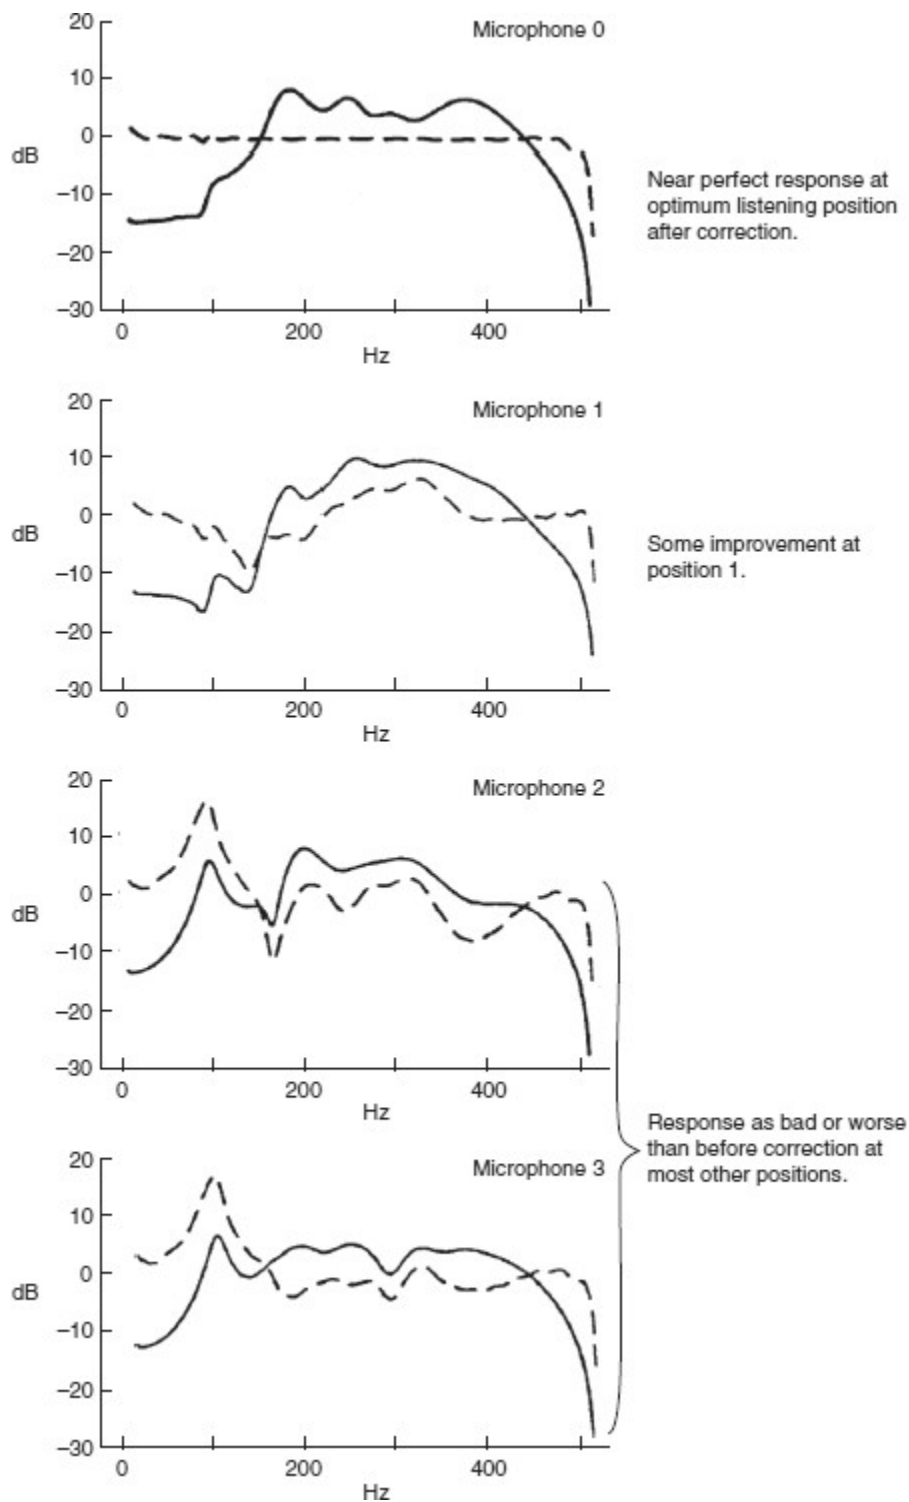 Microphone 0
20
10
0
dB
–10
–20
–30
0
200
400
Hz
Near perfect response at
optimum listening position
after correction.
Microphone 1
20
10
0
dB
–10
–20
–30
0
200
400
Hz
Some improvement at
position 1.
Microphone 2
20
10
0
dB
–10
–20
–30
0
200
400
Hz
Microphone 3
20
10
0
dB
–10
–20
–30
0
200
400
Hz
Response as bad or worse
than before correction at
most other positions.